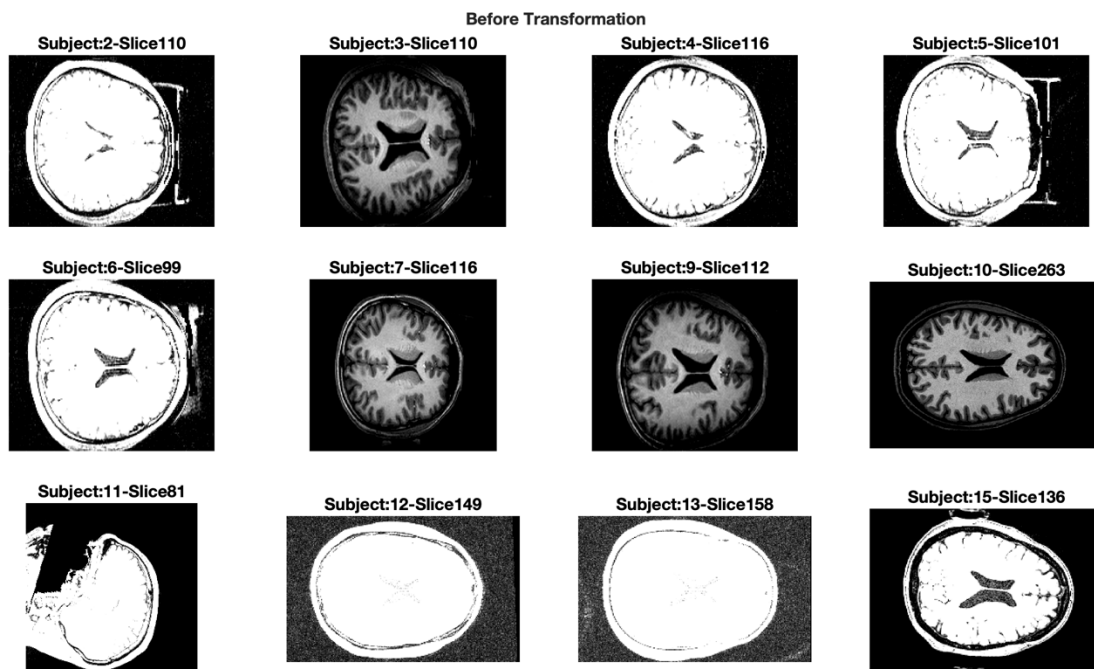 Before Transformation
Subject:2-Slice110
Subject:3-Slice110
Subject:4-Slice116
Subject:5-Slice101
Subject:6-Slice99
Subject:7-Slice116
Subject:9-Slice112
Subject:10-Slice263
Subject:11-Slice81
Subject:12-Slice149
Subject:13-Slice158
Subject:15-Slice136